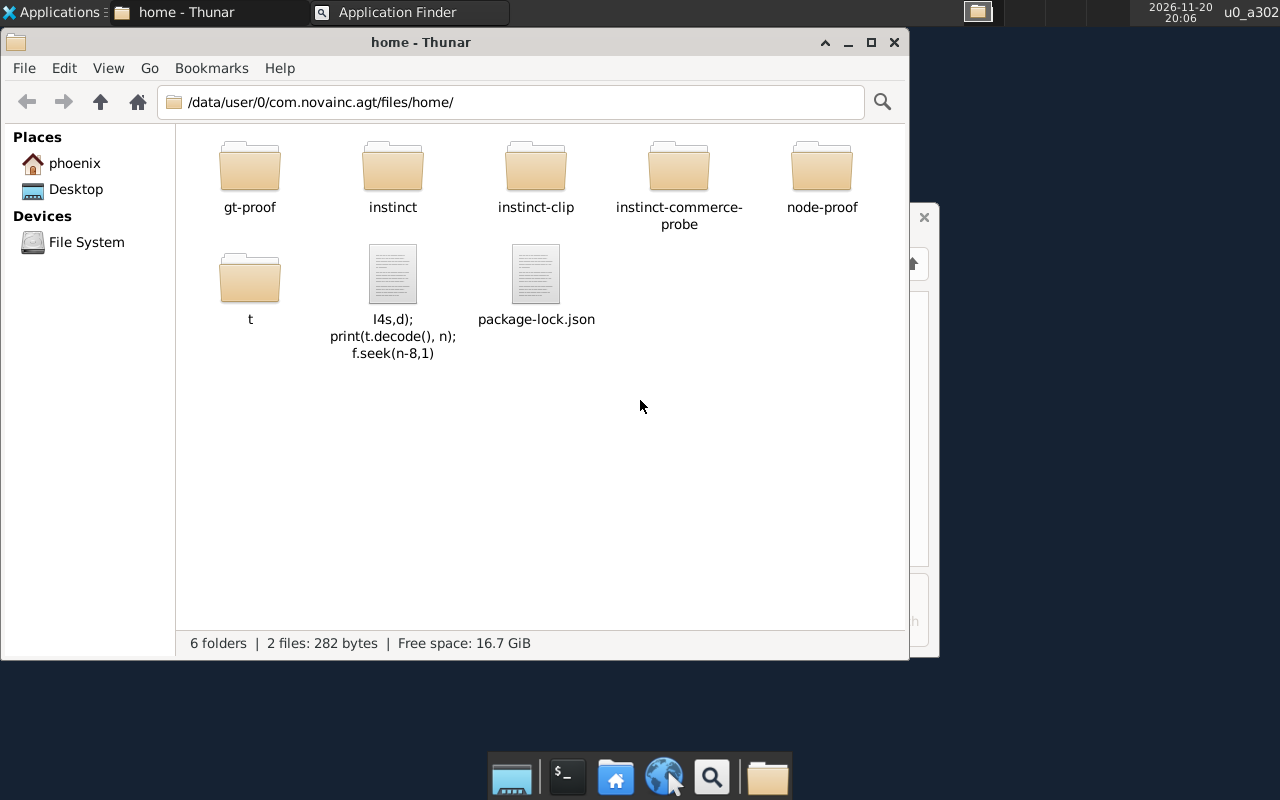 Applications
home - Thunar
Application Finder
2026-11-20
20:06
u0_a302
home - Thunar
File
Edit
View
Go
Bookmarks
Help
/data/user/0/com.novainc.agt/files/home/
Places
phoenix
Desktop
Devices
File System
gt-proof
instinct
instinct-clip
instinct-commerce-
probe
node-proof
t
I4s,d);
print(t.decode(), n);
f.seek(n-8,1)
package-lock.json
6 folders | 2 files: 282 bytes | Free space: 16.7 GiB
h
$_